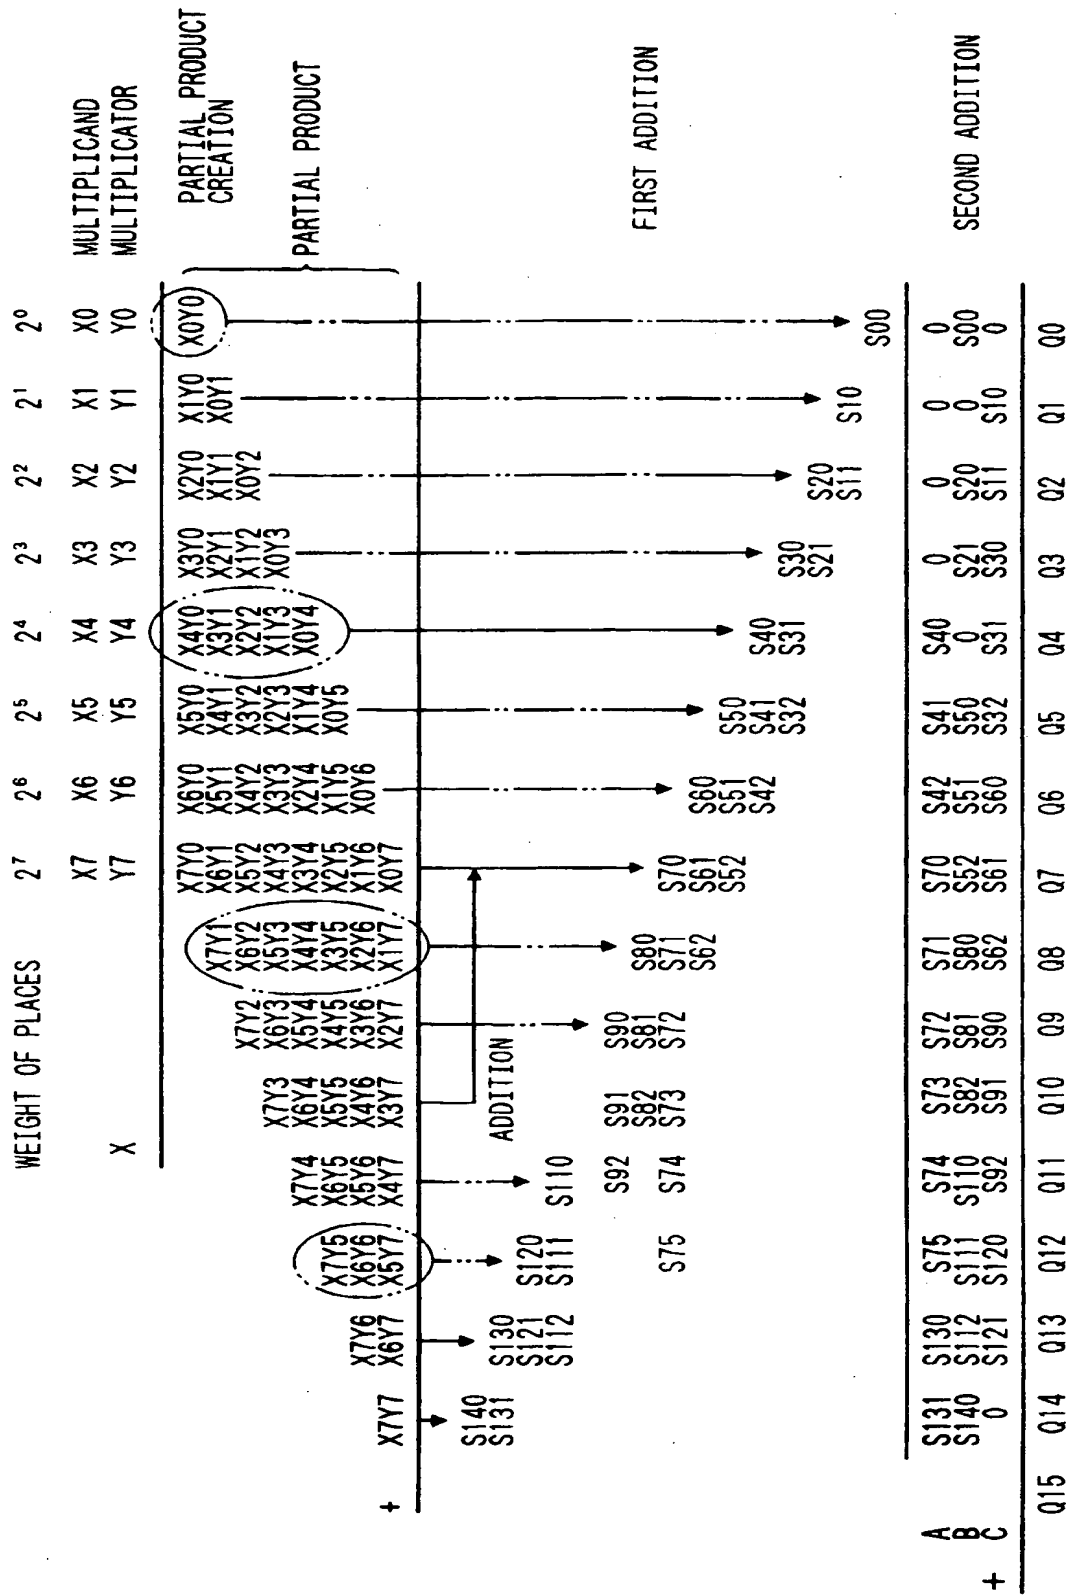 WEIGHT OF PLACES 2⁷ 2⁶ 2⁵ 2⁴ 2³ 2² 2¹ 2⁰
X7 X6 X5 X4 X3 X2 X1 X0 MULTIPLICAND
X Y7 Y6 Y5 Y4 Y3 Y2 Y1 Y0 MULTIPLICATOR
X7Y0 X6Y0 X5Y0 X4Y0 X3Y0 X2Y0 X1Y0 X0Y0 PARTIAL PRODUCT
X7Y1 X6Y1 X5Y1 X4Y1 X3Y1 X2Y1 X1Y1 X0Y1 CREATION
X7Y2 X6Y2 X5Y2 X4Y2 X3Y2 X2Y2 X1Y2 X0Y2
X7Y3 X6Y3 X5Y3 X4Y3 X3Y3 X2Y3 X1Y3 X0Y3
X7Y4 X6Y4 X5Y4 X4Y4 X3Y4 X2Y4 X1Y4 X0Y4 PARTIAL PRODUCT
X7Y5 X6Y5 X5Y5 X4Y5 X3Y5 X2Y5 X1Y5 X0Y5
X7Y6 X6Y6 X5Y6 X4Y6 X3Y6 X2Y6 X1Y6 X0Y6
+ X7Y7 X6Y7 X5Y7 X4Y7 X3Y7 X2Y7 X1Y7 X0Y7
S140
S131 S130 ADDITION
S121 S120
S112 S111 S110
S92 S91 S90
S82 S81 S80 FIRST ADDITION
S75 S74 S73 S72 S71 S70
S62 S61 S60
S52 S51 S50
S42 S41 S40
S32 S31 S30
S21 S20
S11 S10
S00
A S131 S130 S75 S74 S73 S72 S71 S70 S42 S41 S40 0 0 0 0
B S140 S112 S111 S110 S82 S81 S80 S52 S51 S50 0 S21 S20 0 S00 SECOND ADDITION
+ C 0 S121 S120 S92 S91 S90 S62 S61 S60 S32 S31 S30 S11 S10 0
Q15 Q14 Q13 Q12 Q11 Q10 Q9 Q8 Q7 Q6 Q5 Q4 Q3 Q2 Q1 Q0